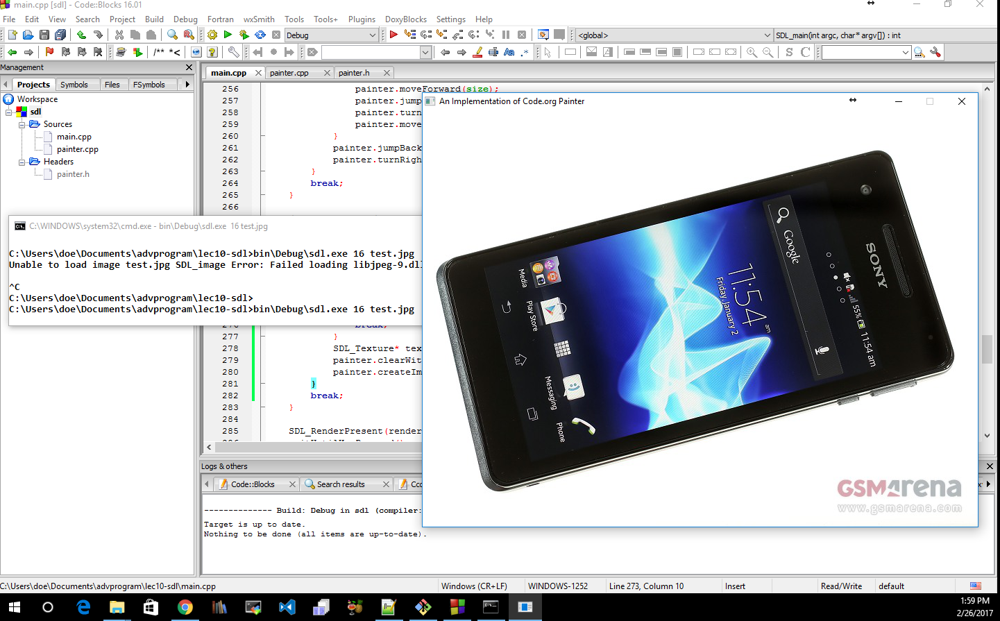 main.cpp [sdl] - Code::Blocks 16.01
File Edit View Search Project Build Debug Fortran wxSmith Tools Tools+ Plugins DoxyBlocks Settings Help
Debug
<global>
SDL_main(int argc, char* argv[]) : int
/** *<
Aa .*
S C
Management
Projects Symbols Files FSymbols
Workspace
sdl
Sources
main.cpp
painter.cpp
Headers
painter.h
main.cpp painter.cpp painter.h
256 painter.moveForward(size);
257 painter.jump
258 painter.turn
259 painter.move
260 }
261 painter.jumpBack
262 painter.turnRigh
263 }
264 break;
265 }
266
C:\WINDOWS\system32\cmd.exe - bin\Debug\sdl.exe 16 test.jpg
C:\Users\doe\Documents\advprogram\lec10-sdl>bin\Debug\sdl.exe 16 test.jpg
Unable to load image test.jpg SDL_image Error: Failed loading libjpeg-9.dll
^C
C:\Users\doe\Documents\advprogram\lec10-sdl>
C:\Users\doe\Documents\advprogram\lec10-sdl>bin\Debug\sdl.exe 16 test.jpg
break;
277 }
278 SDL_Texture* tex
279 painter.clearWit
280 painter.createIm
281 }
282 break;
283 }
284
285 SDL_RenderPresent(render
An Implementation of Code.org Painter
Google
SONY
11:54 am
Friday, January 2
55% 11:54 am
Media
Play Store
Messaging
Phone
GSMArena
www.gsmarena.com
Logs & others
Code::Blocks Search results Ccc
-------------- Build: Debug in sdl (compiler:
Target is up to date.
Nothing to be done (all items are up-to-date).
C:\Users\doe\Documents\advprogram\lec10-sdl\main.cpp
Windows (CR+LF) WINDOWS-1252 Line 273, Column 10 Insert Read/Write default
1:59 PM
2/26/2017